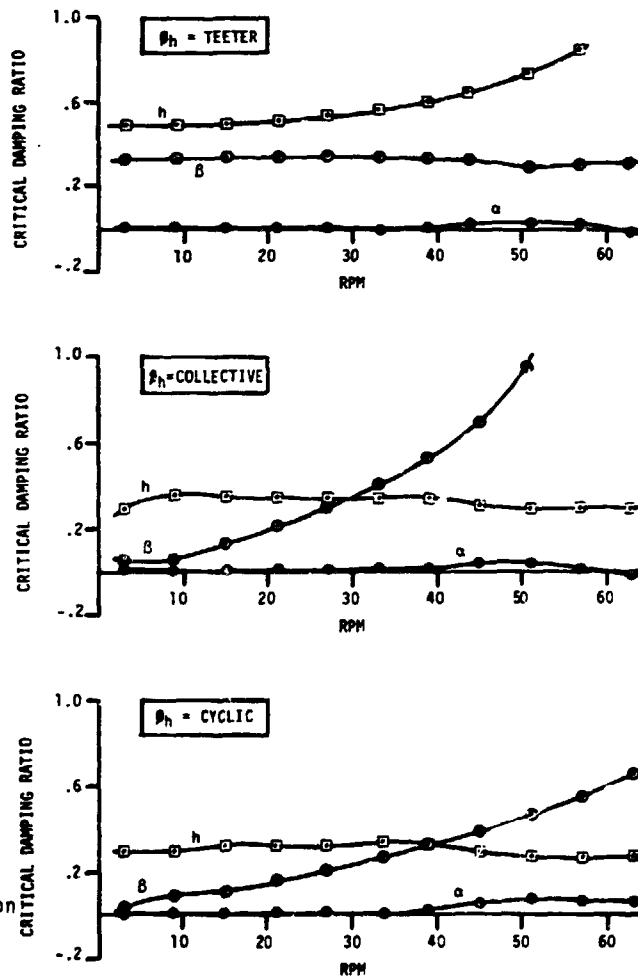 1.0
.6
.2
-.2
CRITICAL DAMPING RATIO
βh = TEETER
h
β
α
10 20 30 40 50 60
RPM
1.0
.6
.2
-.2
CRITICAL DAMPING RATIO
βh=COLLECTIVE
h
β
α
10 20 30 40 50 60
RPM
1.0
.6
.2
-.2
CRITICAL DAMPING RATIO
βh = CYCLIC
h
β
α
on
10 20 30 40 50 60
RPM